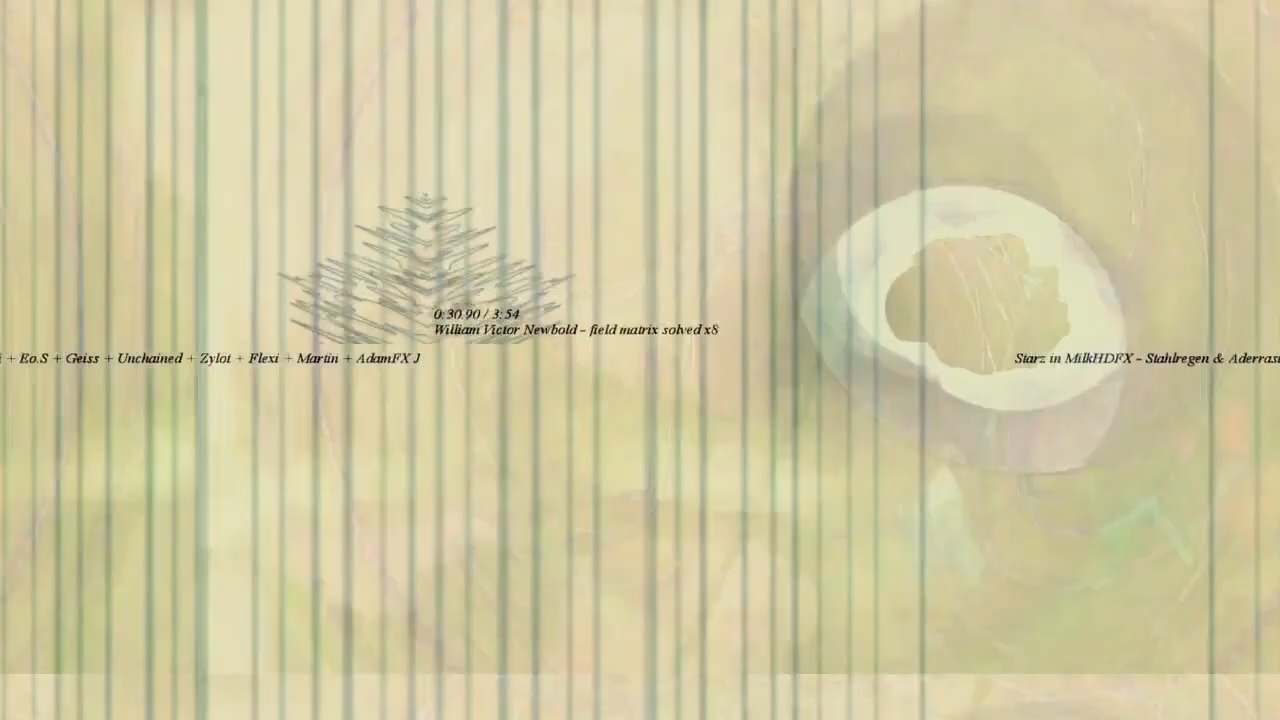 0:30.90 / 3:54
William Victor Newbold - field matrix solved x8
+ Eo.S + Geiss + Unchained + Zylot + Flexi + Martin + AdamFX J
Starz in MilkHDFX - Stahlregen &